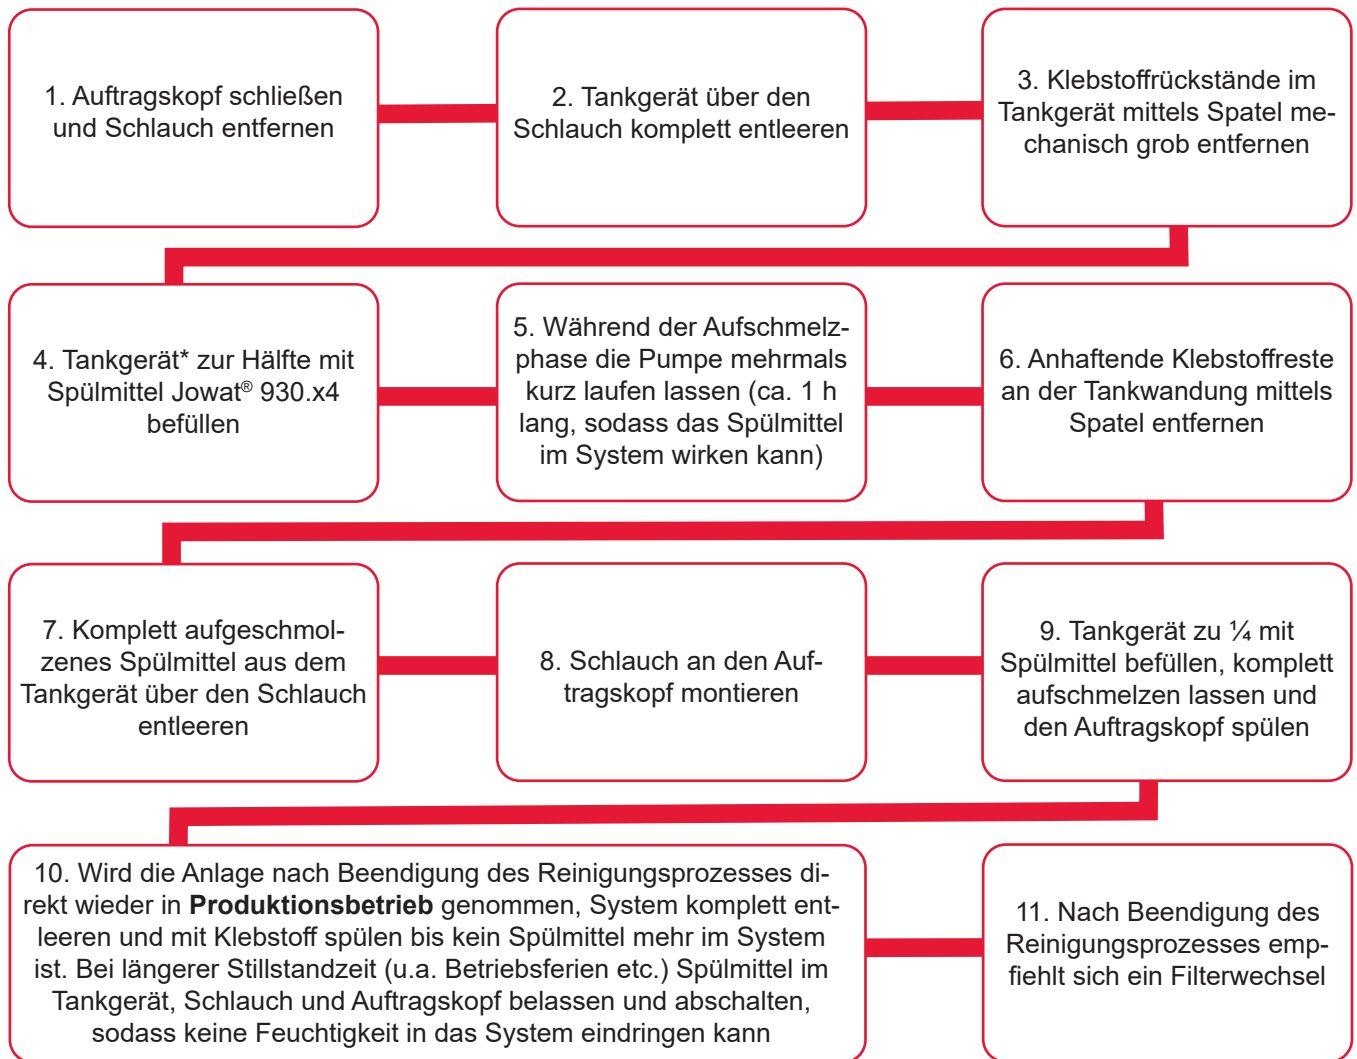 1. Auftragskopf schließen
und Schlauch entfernen
2. Tankgerät über den
Schlauch komplett entleeren
3. Klebstoffrückstände im
Tankgerät mittels Spatel me-
chanisch grob entfernen
4. Tankgerät* zur Hälfte mit
Spülmittel Jowat® 930.x4
befüllen
5. Während der Aufschmelz-
phase die Pumpe mehrmals
kurz laufen lassen (ca. 1 h
lang, sodass das Spülmittel
im System wirken kann)
6. Anhaftende Klebstoffreste
an der Tankwandung mittels
Spatel entfernen
7. Komplett aufgeschmol-
zenes Spülmittel aus dem
Tankgerät über den Schlauch
entleeren
8. Schlauch an den Auf-
tragskopf montieren
9. Tankgerät zu ¼ mit
Spülmittel befüllen, komplett
aufschmelzen lassen und
den Auftragskopf spülen
10. Wird die Anlage nach Beendigung des Reinigungsprozesses di-
rekt wieder in Produktionsbetrieb genommen, System komplett ent-
leeren und mit Klebstoff spülen bis kein Spülmittel mehr im System
ist. Bei längerer Stillstandzeit (u.a. Betriebsferien etc.) Spülmittel im
Tankgerät, Schlauch und Auftragskopf belassen und abschalten,
sodass keine Feuchtigkeit in das System eindringen kann
11. Nach Beendigung des
Reinigungsprozesses emp-
fiehlt sich ein Filterwechsel